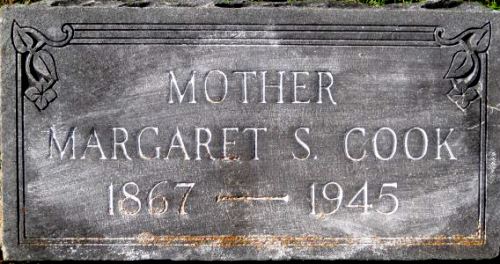 MOTHER
MARGARET S. COOK
1867 — 1945